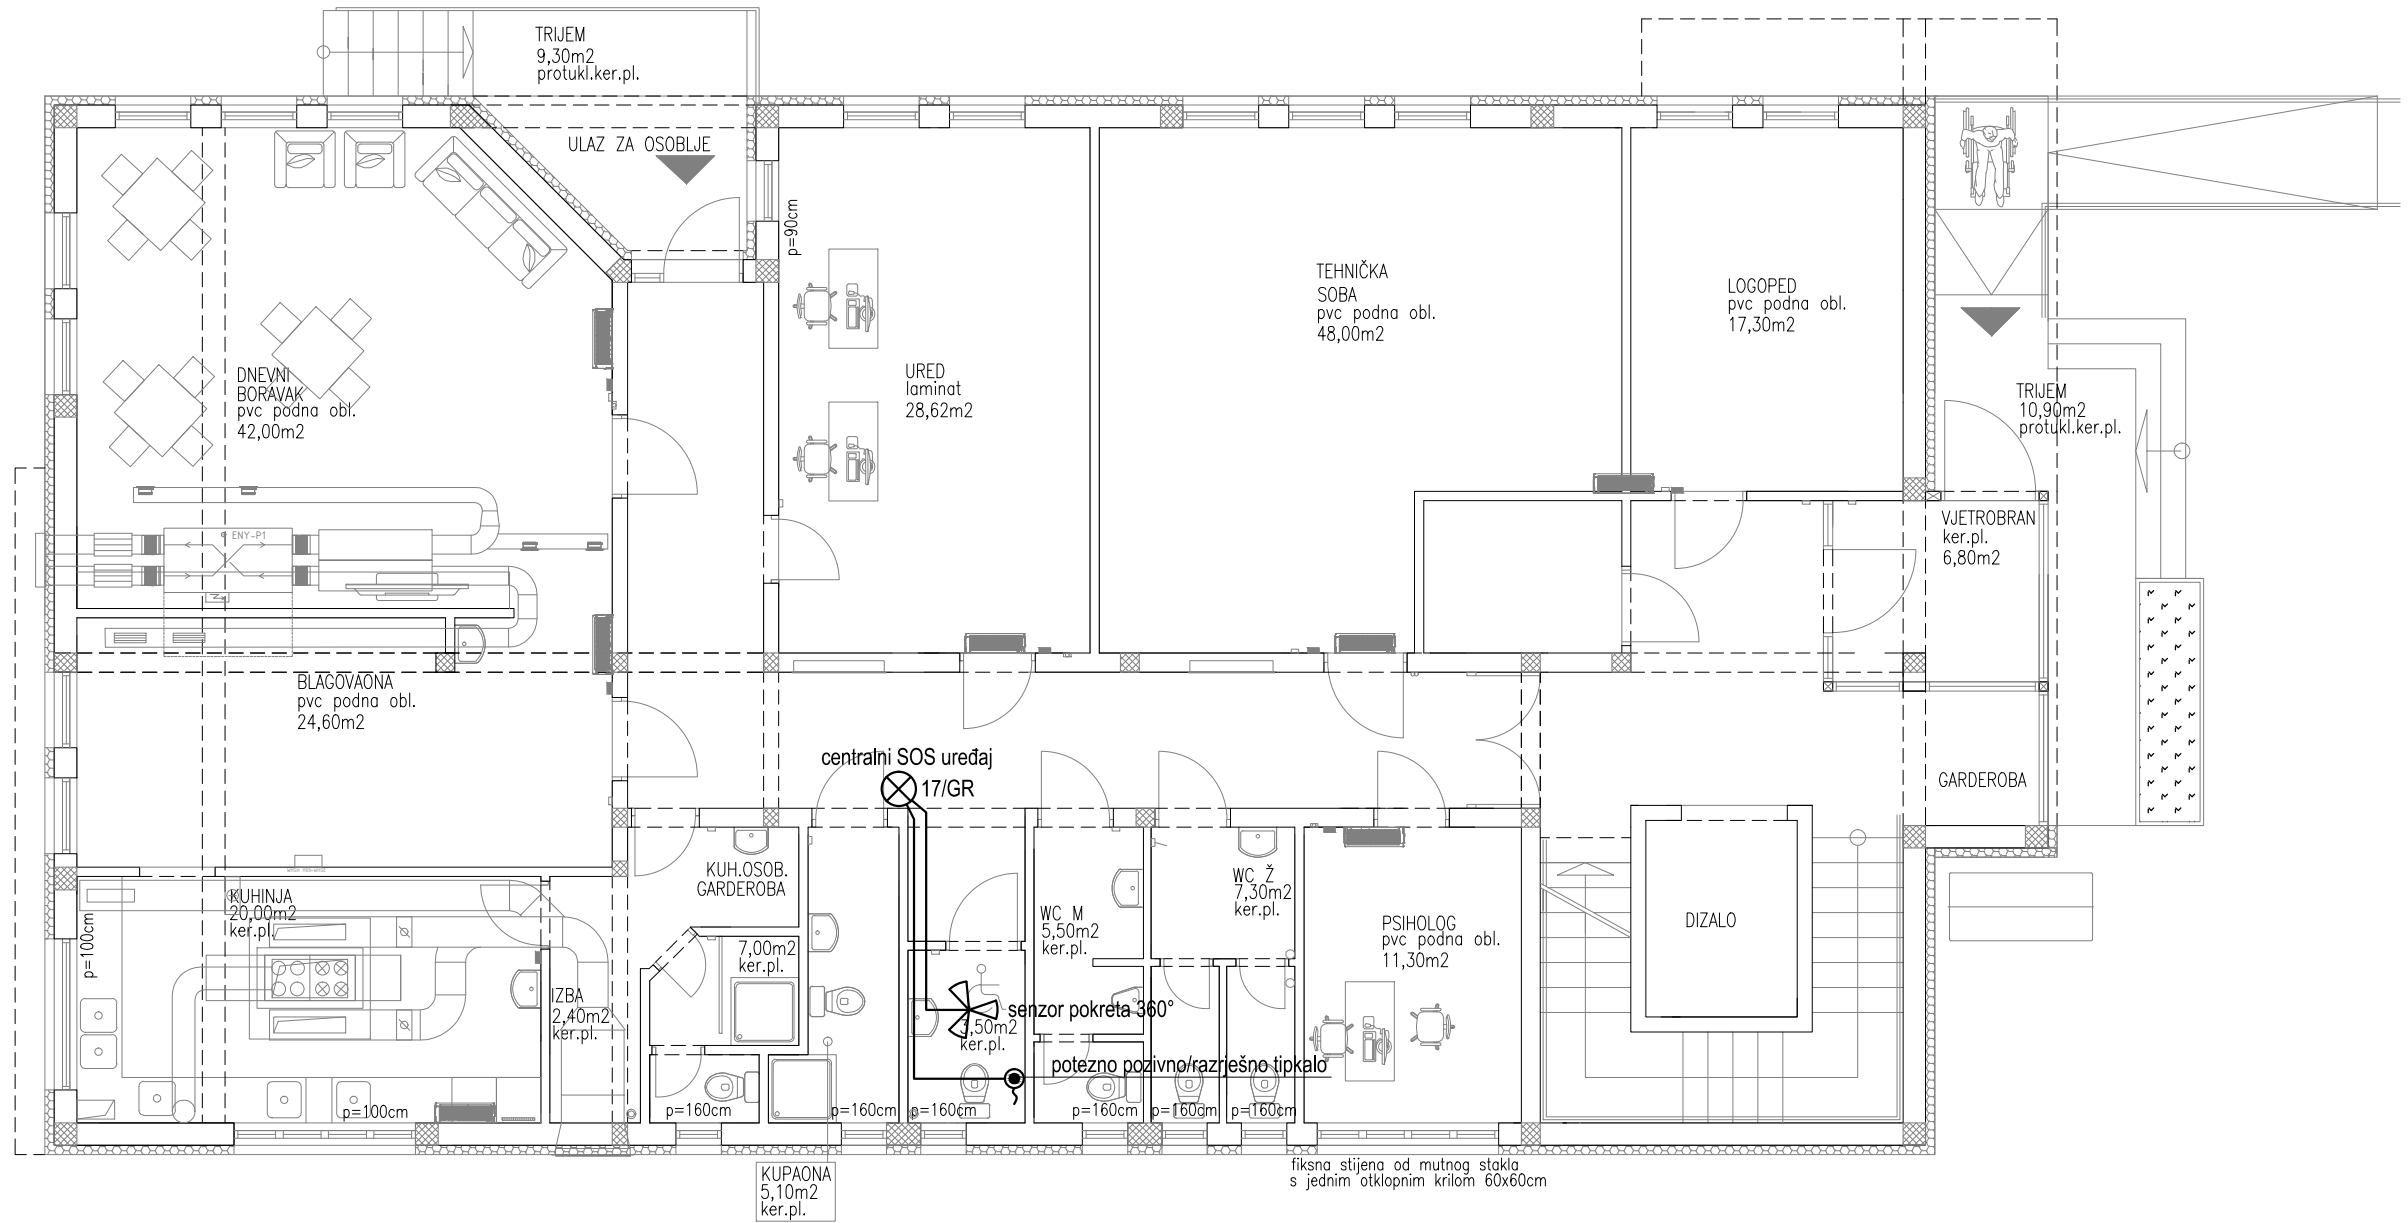 TRIJEM
9,30m2
protukl.ker.pl.
ULAZ ZA OSOBLJE
p=90cm
TEHNIČKA
SOBA
pvc podna obl.
48,00m2
LOGOPED
pvc podna obl.
17,30m2
DNEVNI
BORAVAK
pvc podna obl.
42,00m2
URED
laminat
28,62m2
TRIJEM
10,90m2
protukl.ker.pl.
VJETROBRAN
ker.pl.
6,80m2
ENY-P1
BLAGOVAONA
pvc podna obl.
24,60m2
centralni SOS uređaj
17/GR
GARDEROBA
KUH.OSOB.
GARDEROBA
7,00m2
ker.pl.
KUHINJA
20,00m2
ker.pl.
p=100cm
IZBA
2,40m2
ker.pl.
WC M
5,50m2
ker.pl.
WC Ž
7,30m2
ker.pl.
PSIHOLOG
pvc podna obl.
11,30m2
DIZALO
senzor pokreta 360°
3,50m2
ker.pl.
potezno pozivno/razrješno tipkalo
p=100cm
p=160cm
p=160cm
p=160cm
p=160cm
p=160cm
p=160cm
KUPAONA
5,10m2
ker.pl.
fiksna stijena od mutnog stakla
s jednim otklopnim krilom 60x60cm